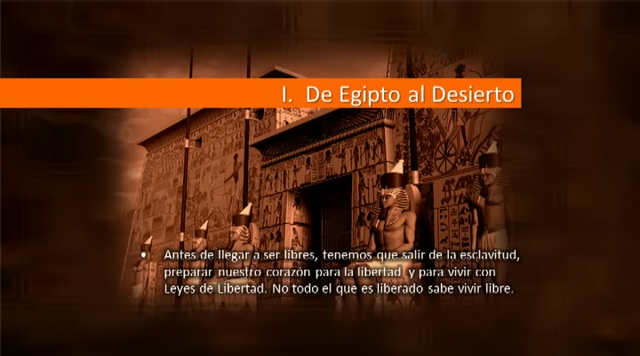 I. De Egipto al Desierto
• Antes de llegar a ser libres, tenemos que salir de la esclavitud,
preparar nuestro corazón para la libertad y para vivir con
Leyes de Libertad. No todo el que es liberado sabe vivir libre.